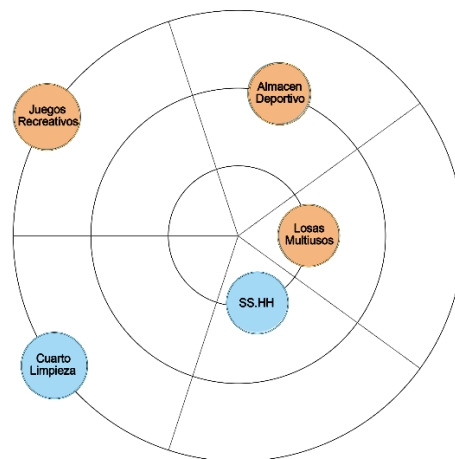 Almacen
Deportivo
Juegos
Recreativos
Losas
Multiusos
SS.HH
Cuarto
Limpieza